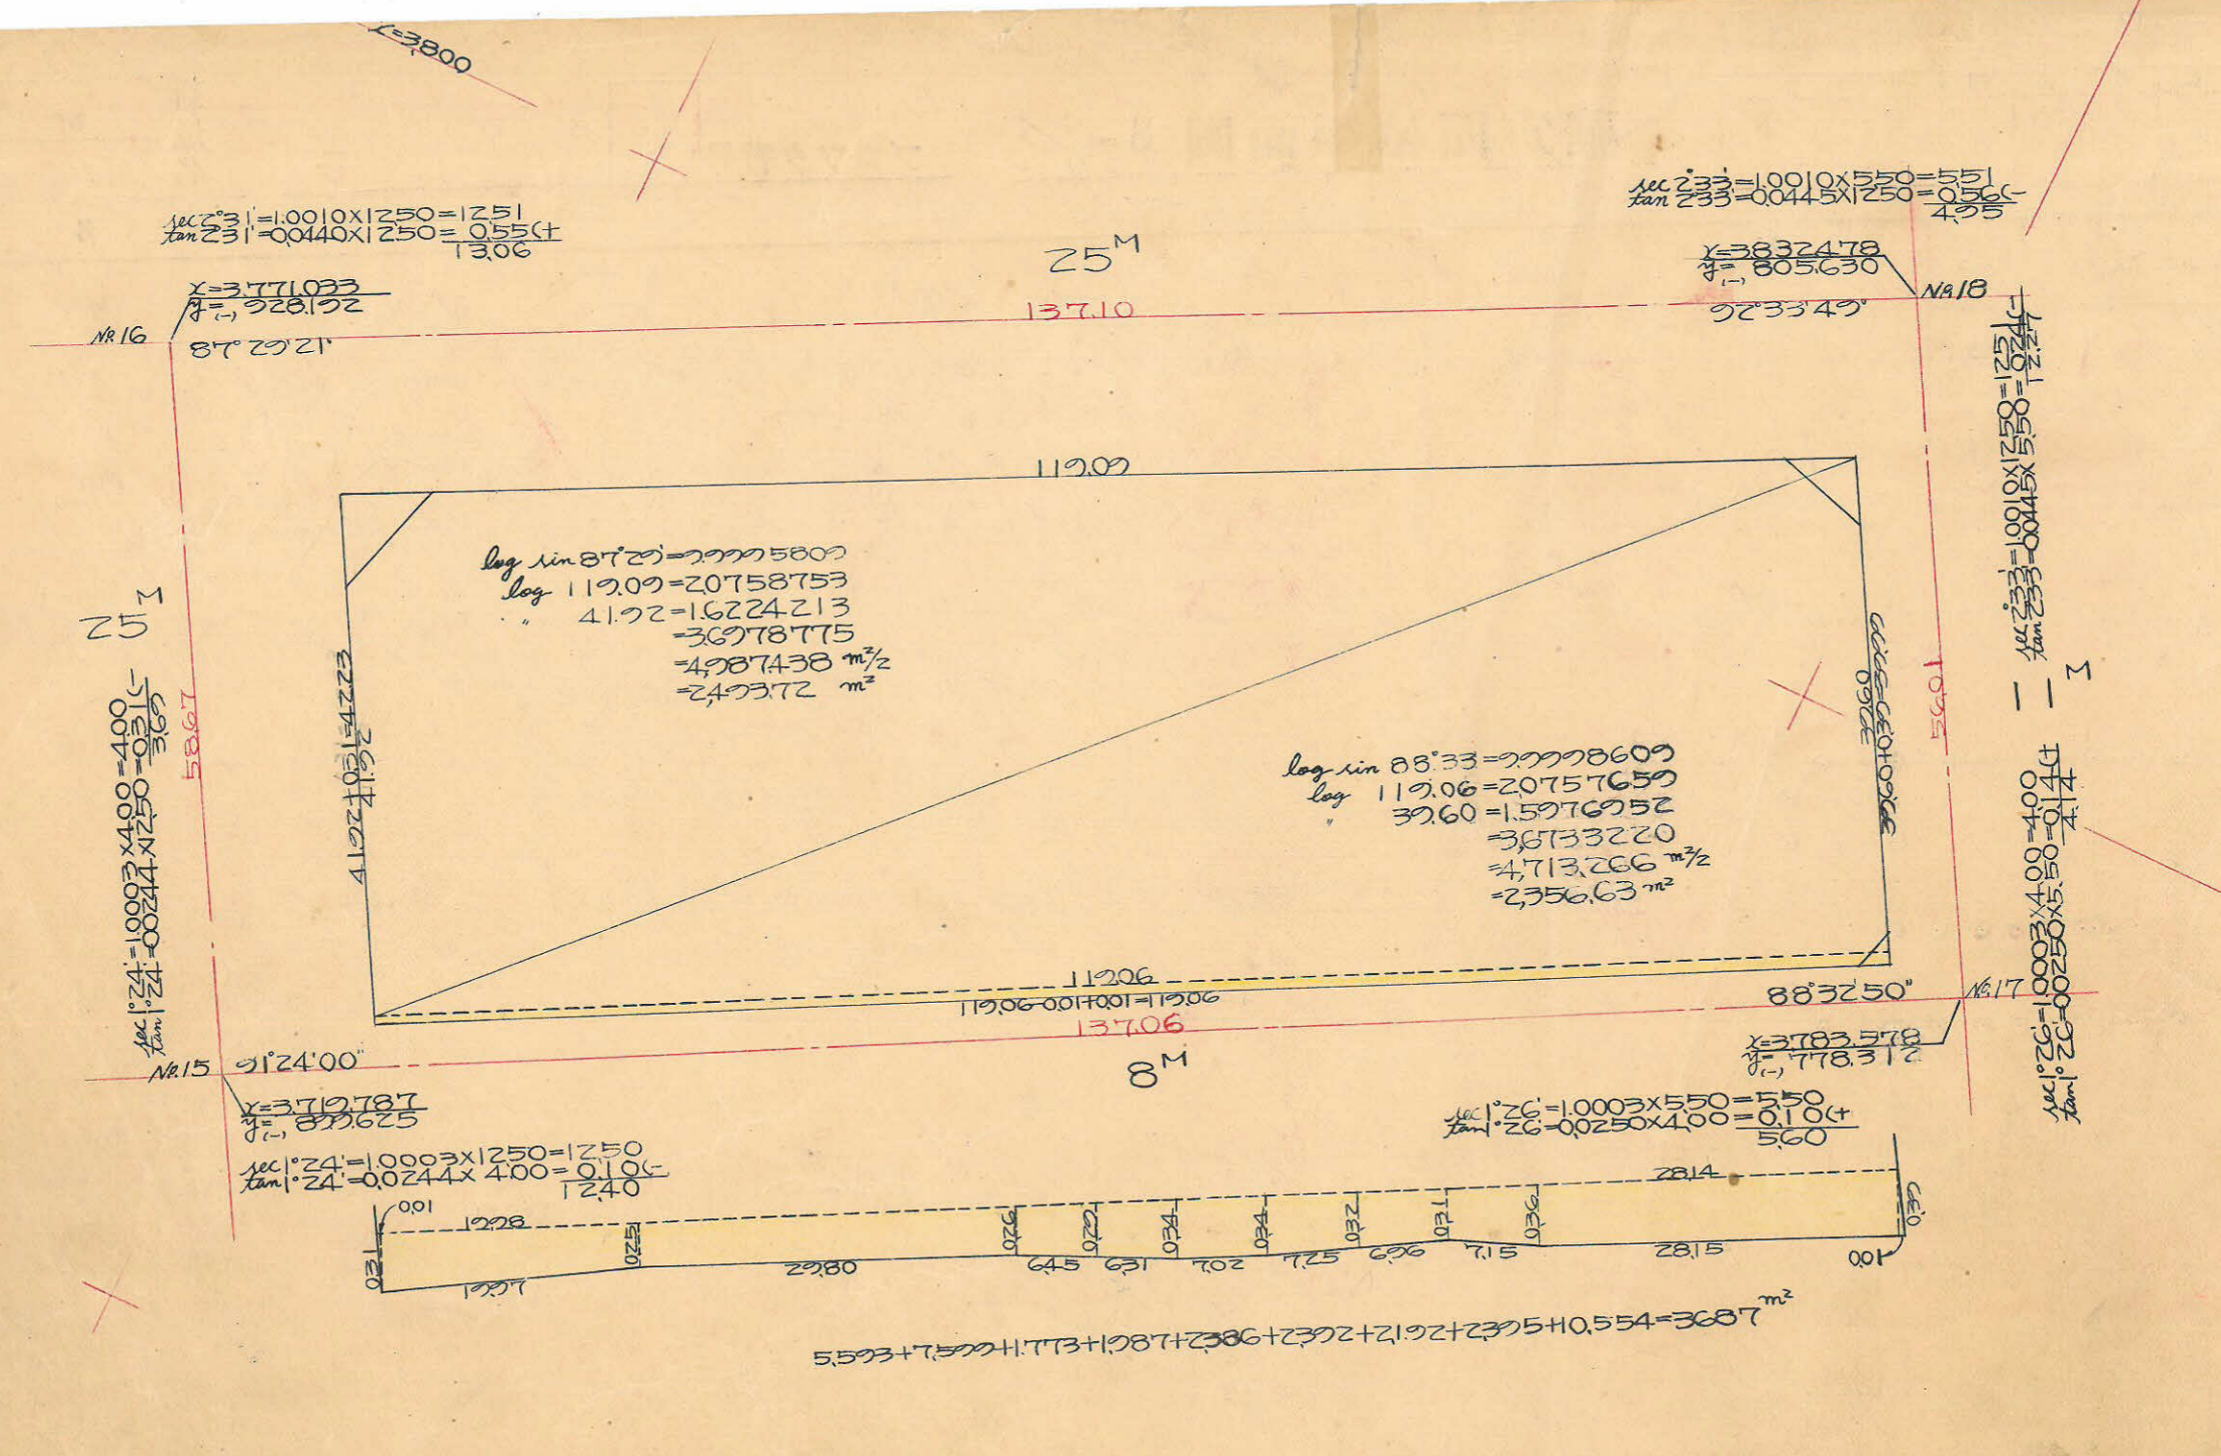 x=3,800
sec 2°31'=1.0010×12.50=12.51
tan 2°31'=0.0440×12.50= 0.55(+
13.06
sec 2°33'=1.0010×5.50=5.51
tan 2°33'=0.0445×12.50=0.56(-
4.95
25M
x=3,771.033
y=(-) 928.192
x=3,832.478
y=(-) 805.630
137.10
No.16
87°29'21"
92°33'49"
No.18
sec 2°33'=1.0010×12.50=12.51
tan 2°33'=0.0445×5.50=0.24(-
12.27
119.09
log sin 87°29'=9.9995809
log 119.09=2.0758753
" 41.92=1.6224213
=3.6978775
=4,987.438 m²/2
=2,493.72 m²
25M
58.67
41.92+0.31=42.23
41.92
39.60+0.39=39.99
39.60
56.01
11M
sec 1°24'=1.0003×4.00=4.00
tan 1°24'=0.0244×12.50=0.31(-
3.69
log sin 88°33'=9.9998609
log 119.06=2.0757659
" 39.60=1.5976952
=3,6733220
=4,713.266 m²/2
=2,356.63 m²
sec 1°26'=1.0003×4.00=4.00
tan 1°26'=0.0250×5.50=0.14(+
4.14
119.06
119.06-0.01+0.01=119.06
137.06
88°32'50"
No.17
No.15
91°24'00"
8M
x=3,783.578
y=(-) 778.312
x=3,719.787
y=(-) 899.625
sec 1°24'=1.0003×12.50=12.50
tan 1°24'=0.0244×4.00=0.10(-
12.40
sec 1°26'=1.0003×5.50=5.50
tan 1°26'=0.0250×4.00=0.10(+
5.60
0.01
19.98
28.14
0.31
0.25
0.26
0.29
0.34
0.34
0.32
0.31
0.36
0.39
19.97
29.80
6.45
6.31
7.02
7.25
6.96
7.15
28.15
0.01
5.593+7.599+1.773+1.987+2.386+2.392+2.192+2.395+10.554=36.87m²